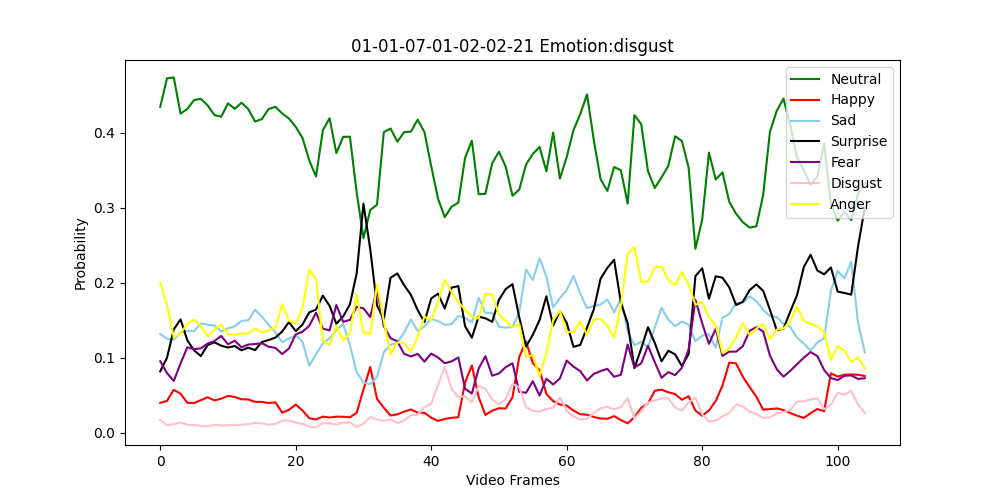 01-01-07-01-02-02-21 Emotion:disgust
Probability
0.4
0.3
0.2
0.1
0.0
0 20 40 60 80 100
Video Frames
Neutral
Happy
Sad
Surprise
Fear
Disgust
Anger